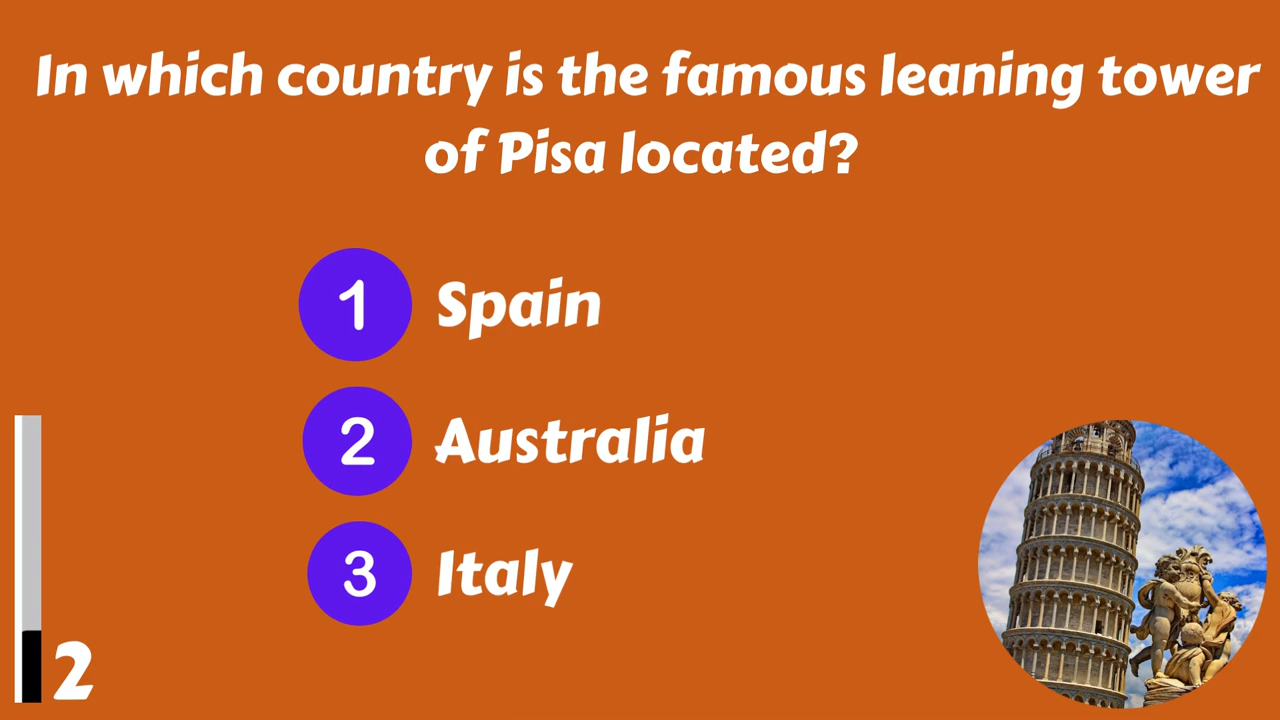 In which country is the famous leaning tower
of Pisa located?
1 Spain
2 Australia
3 Italy
2